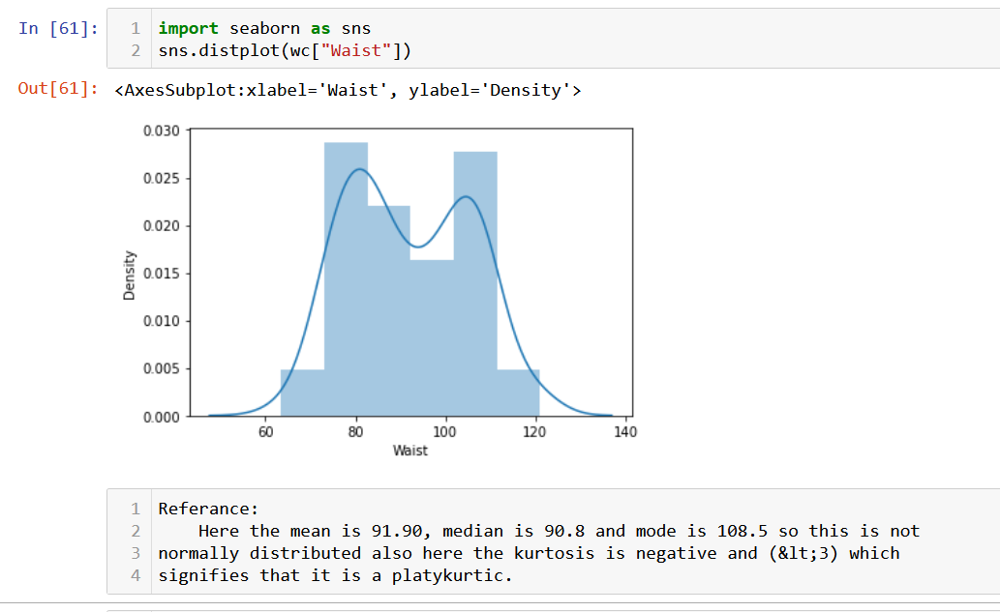 In [61]:
1 import seaborn as sns
2 sns.distplot(wc["Waist"])
Out[61]: <AxesSubplot:xlabel='Waist', ylabel='Density'>
0.030
0.025
0.020
0.015
0.010
0.005
0.000
Density
60 80 100 120 140
Waist
1 Referance:
2 Here the mean is 91.90, median is 90.8 and mode is 108.5 so this is not
3 normally distributed also here the kurtosis is negative and (&lt;3) which
4 signifies that it is a platykurtic.